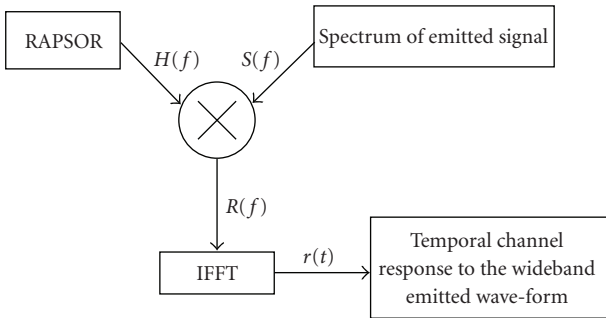 RAPSOR
Spectrum of emitted signal
H(f)
S(f)
R(f)
IFFT
r(t)
Temporal channel
response to the wideband
emitted wave-form